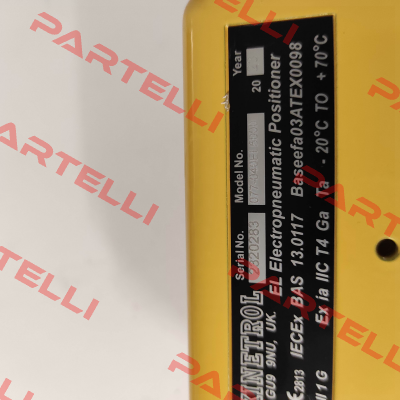 PARTELLI
PARTELLI
PARTELLI
PARTELLI
PARTELLI
KINETROL Serial No. Model No. Year
20
GU9 9NU, UK. EL Electropneumatic Positioner
2813 IECEx BAS 13.0117 Baseefa03ATEX0098
II 1 G Ex ia IIC T4 Ga Ta -20°C TO +70°C